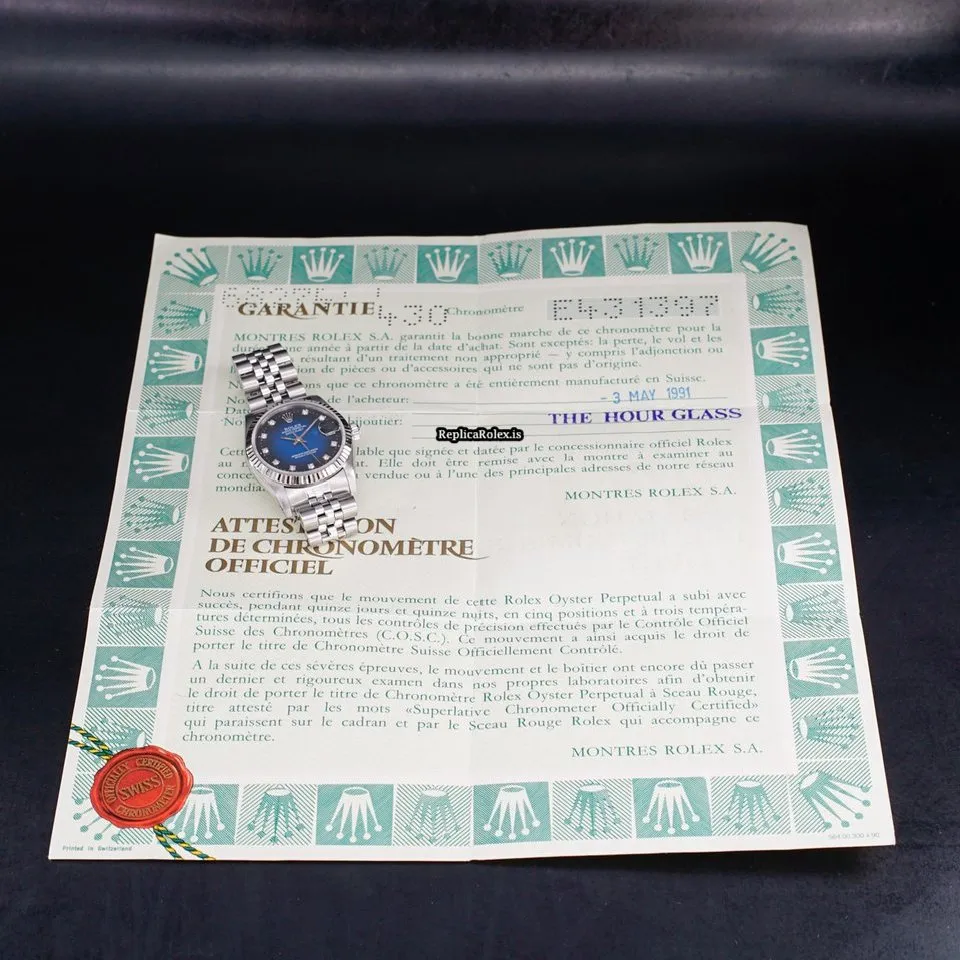 GARANTIE 430 Chronomètre E431397
MONTRES ROLEX S.A. garantit la bonne marche de ce chronomètre pour la
une année à partir de la date d'achat. Sont exceptés: la perte, le vol et les
résultant d'un traitement non approprié — y compris l'adjonction ou
de pièces ou d'accessoires qui ne sont pas d'origine.
ons que ce chronomètre a été entièrement manufacturé en Suisse.
de l'acheteur:
- 3 MAY 1991
THE HOUR GLASS
ReplicaRolex.is
lable que signée et datée par le concessionnaire officiel Rolex
au Elle doit être remise avec la montre à examiner au
vendue ou à l'une des principales adresses de notre réseau
MONTRES ROLEX S.A.
ROLEX
ATTESTATION
DE CHRONOMÈTRE
OFFICIEL
Nous certifions que le mouvement de cette Rolex Oyster Perpetual a subi avec
succès, pendant quinze jours et quinze nuits, en cinq positions et à trois tempéra-
tures déterminées, tous les contrôles de précision effectués par le Contrôle Officiel
Suisse des Chronomètres (C.O.S.C.). Ce mouvement a ainsi acquis le droit de
porter le titre de Chronomètre Suisse Officiellement Contrôlé.
A la suite de ces sévères épreuves, le mouvement et le boîtier ont encore dû passer
un dernier et rigoureux examen dans nos propres laboratoires afin d'obtenir
le droit de porter le titre de Chronomètre Rolex Oyster Perpetual à Sceau Rouge,
titre attesté par les mots «Superlative Chronometer Officially Certified»
qui paraissent sur le cadran et par le Sceau Rouge Rolex qui accompagne ce
chronomètre.
MONTRES ROLEX S.A.
OFFICIALLY CERTIFIED
SWISS
CHRONOMETER
Printed in Switzerland